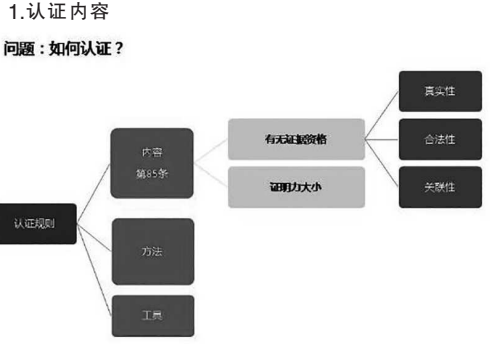 1.认证内容
问题：如何认证？
认证规则
内容
第85条
方法
工具
有无证据资格
证明力大小
真实性
合法性
关联性